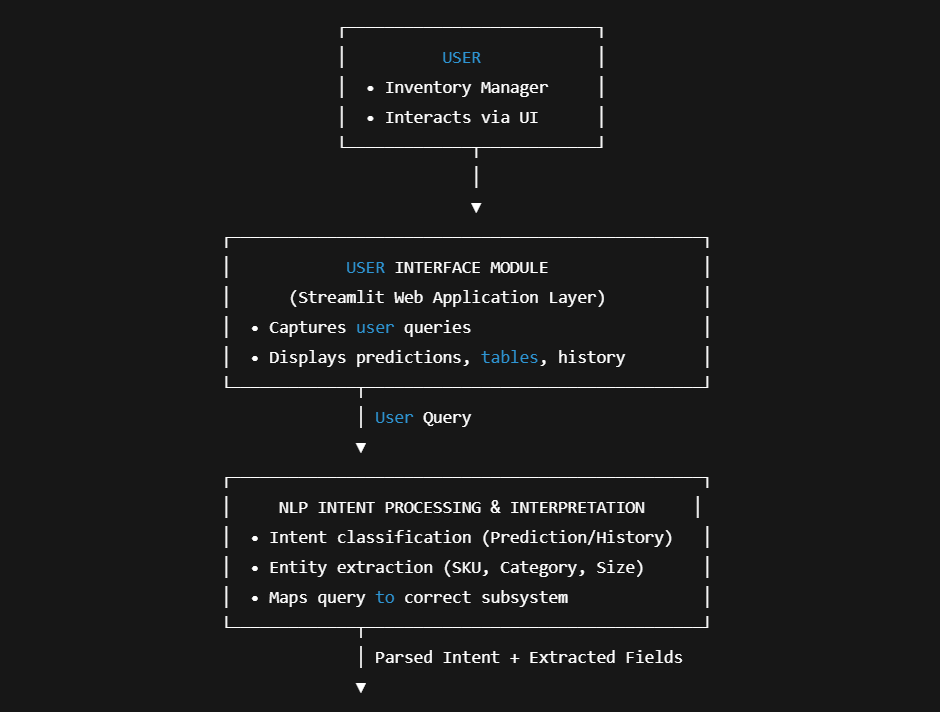 USER
• Inventory Manager
• Interacts via UI
USER INTERFACE MODULE
(Streamlit Web Application Layer)
• Captures user queries
• Displays predictions, tables, history
User Query
NLP INTENT PROCESSING & INTERPRETATION
• Intent classification (Prediction/History)
• Entity extraction (SKU, Category, Size)
• Maps query to correct subsystem
Parsed Intent + Extracted Fields